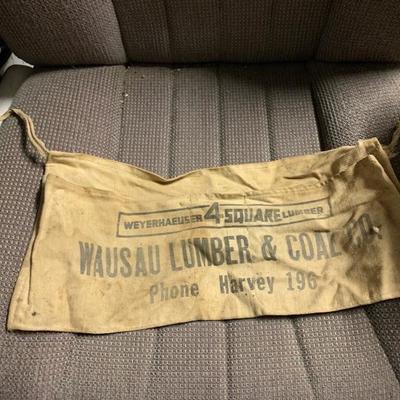 WEYERHAEUSER 4 SQUARE LUMBER
WAUSAU LUMBER & COAL CO.
Phone Harvey 196